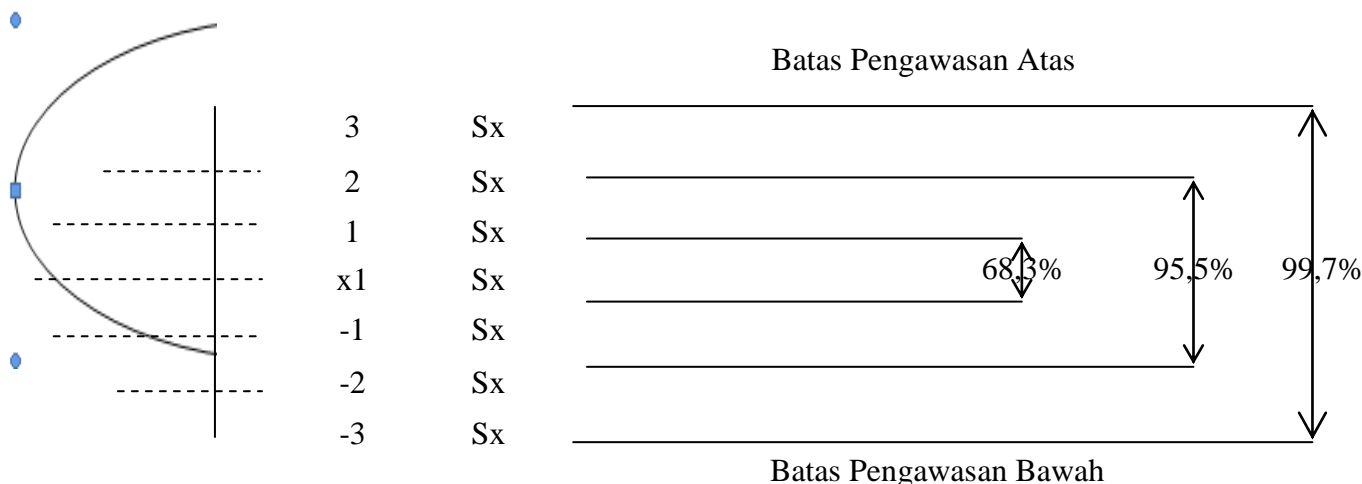 Batas Pengawasan Atas
3 Sx
2 Sx
1 Sx
x1 Sx
68,3% 95,5% 99,7%
-1 Sx
-2 Sx
-3 Sx
Batas Pengawasan Bawah